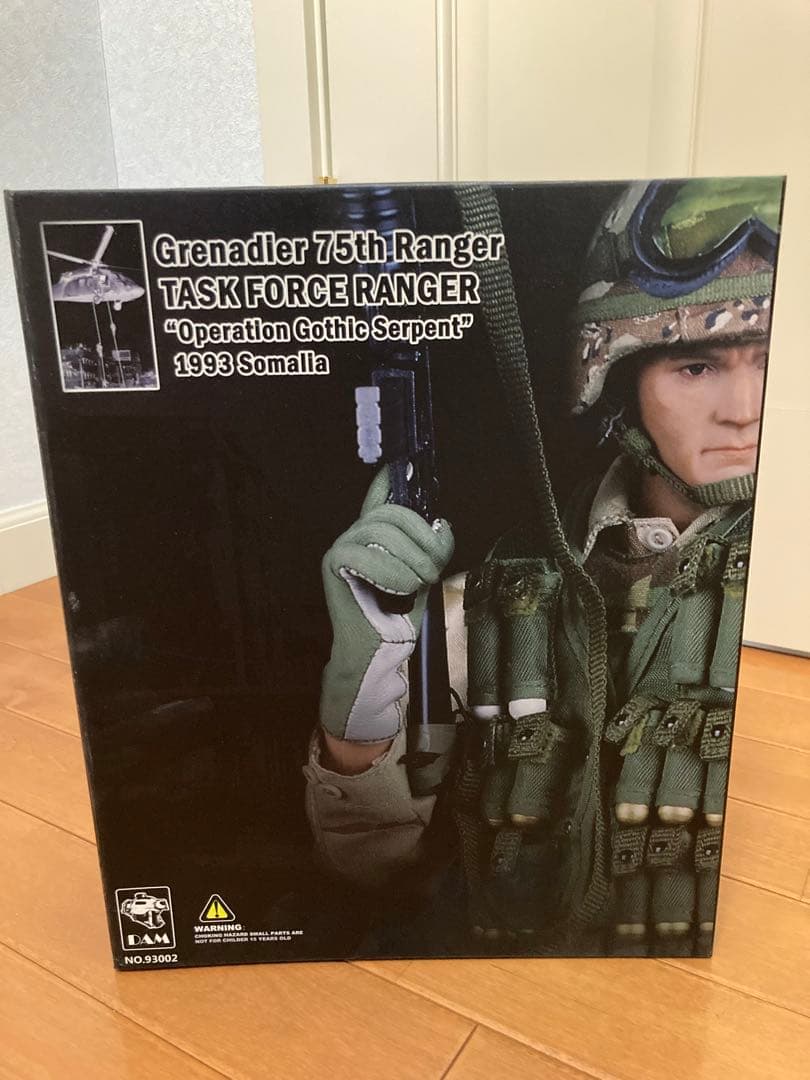 Grenadier 75th Ranger
TASK FORCE RANGER
"Operation Gothic Serpent"
1993 Somalia
DAM
NO.93002
WARNING:
CHOKING HAZARD SMALL PARTS ARE
NOT FOR CHILDER 15 YEARS OLD